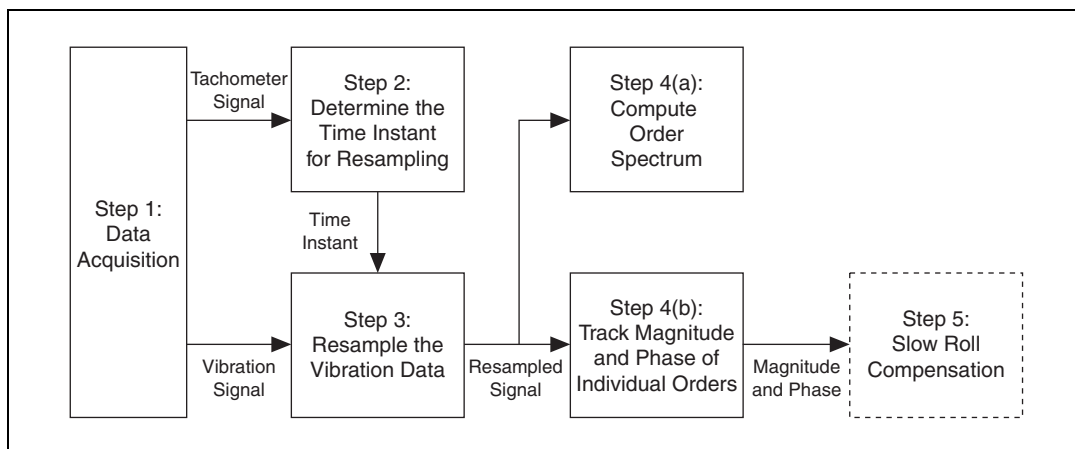 Step 1:
Data
Acquisition
Tachometer
Signal
Step 2:
Determine the
Time Instant
for Resampling
Time
Instant
Vibration
Signal
Step 3:
Resample the
Vibration Data
Resampled
Signal
Step 4(a):
Compute
Order
Spectrum
Step 4(b):
Track Magnitude
and Phase of
Individual Orders
Magnitude
and Phase
Step 5:
Slow Roll
Compensation